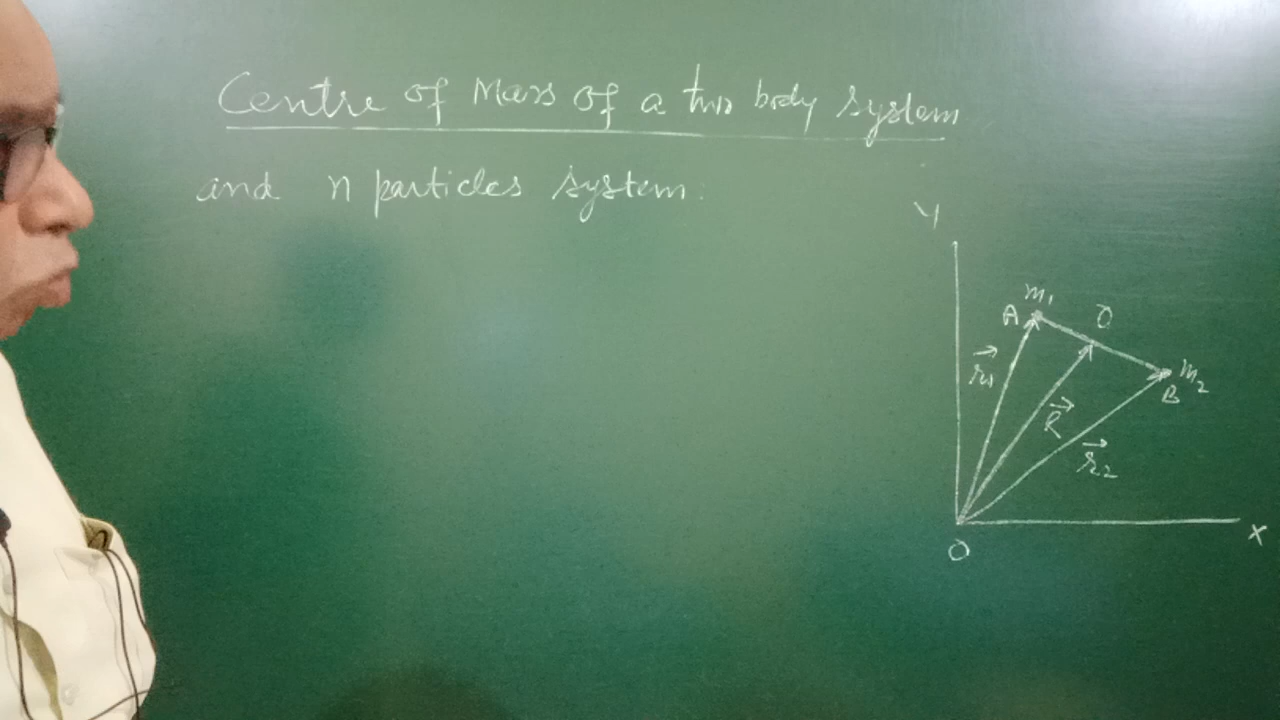 Centre of Mass of a two body system
and n particles system:
Y
m₁
A
O
r₁⃗
m₂
B
R⃗
r₂⃗
X
O